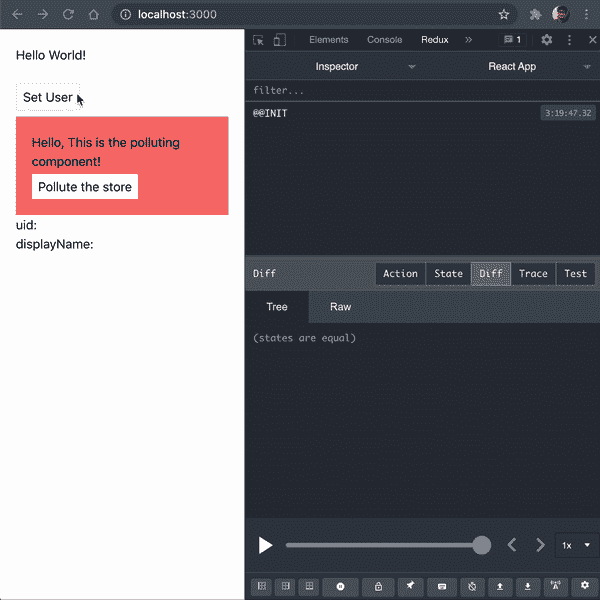 localhost:3000
Hello World!
Set User
Hello, This is the polluting
component!
Pollute the store
uid:
displayName:
Elements Console Redux » 1
Inspector React App
filter...
@@INIT 3:19:47.32
Diff Action State Diff Trace Test
Tree Raw
(states are equal)
1x